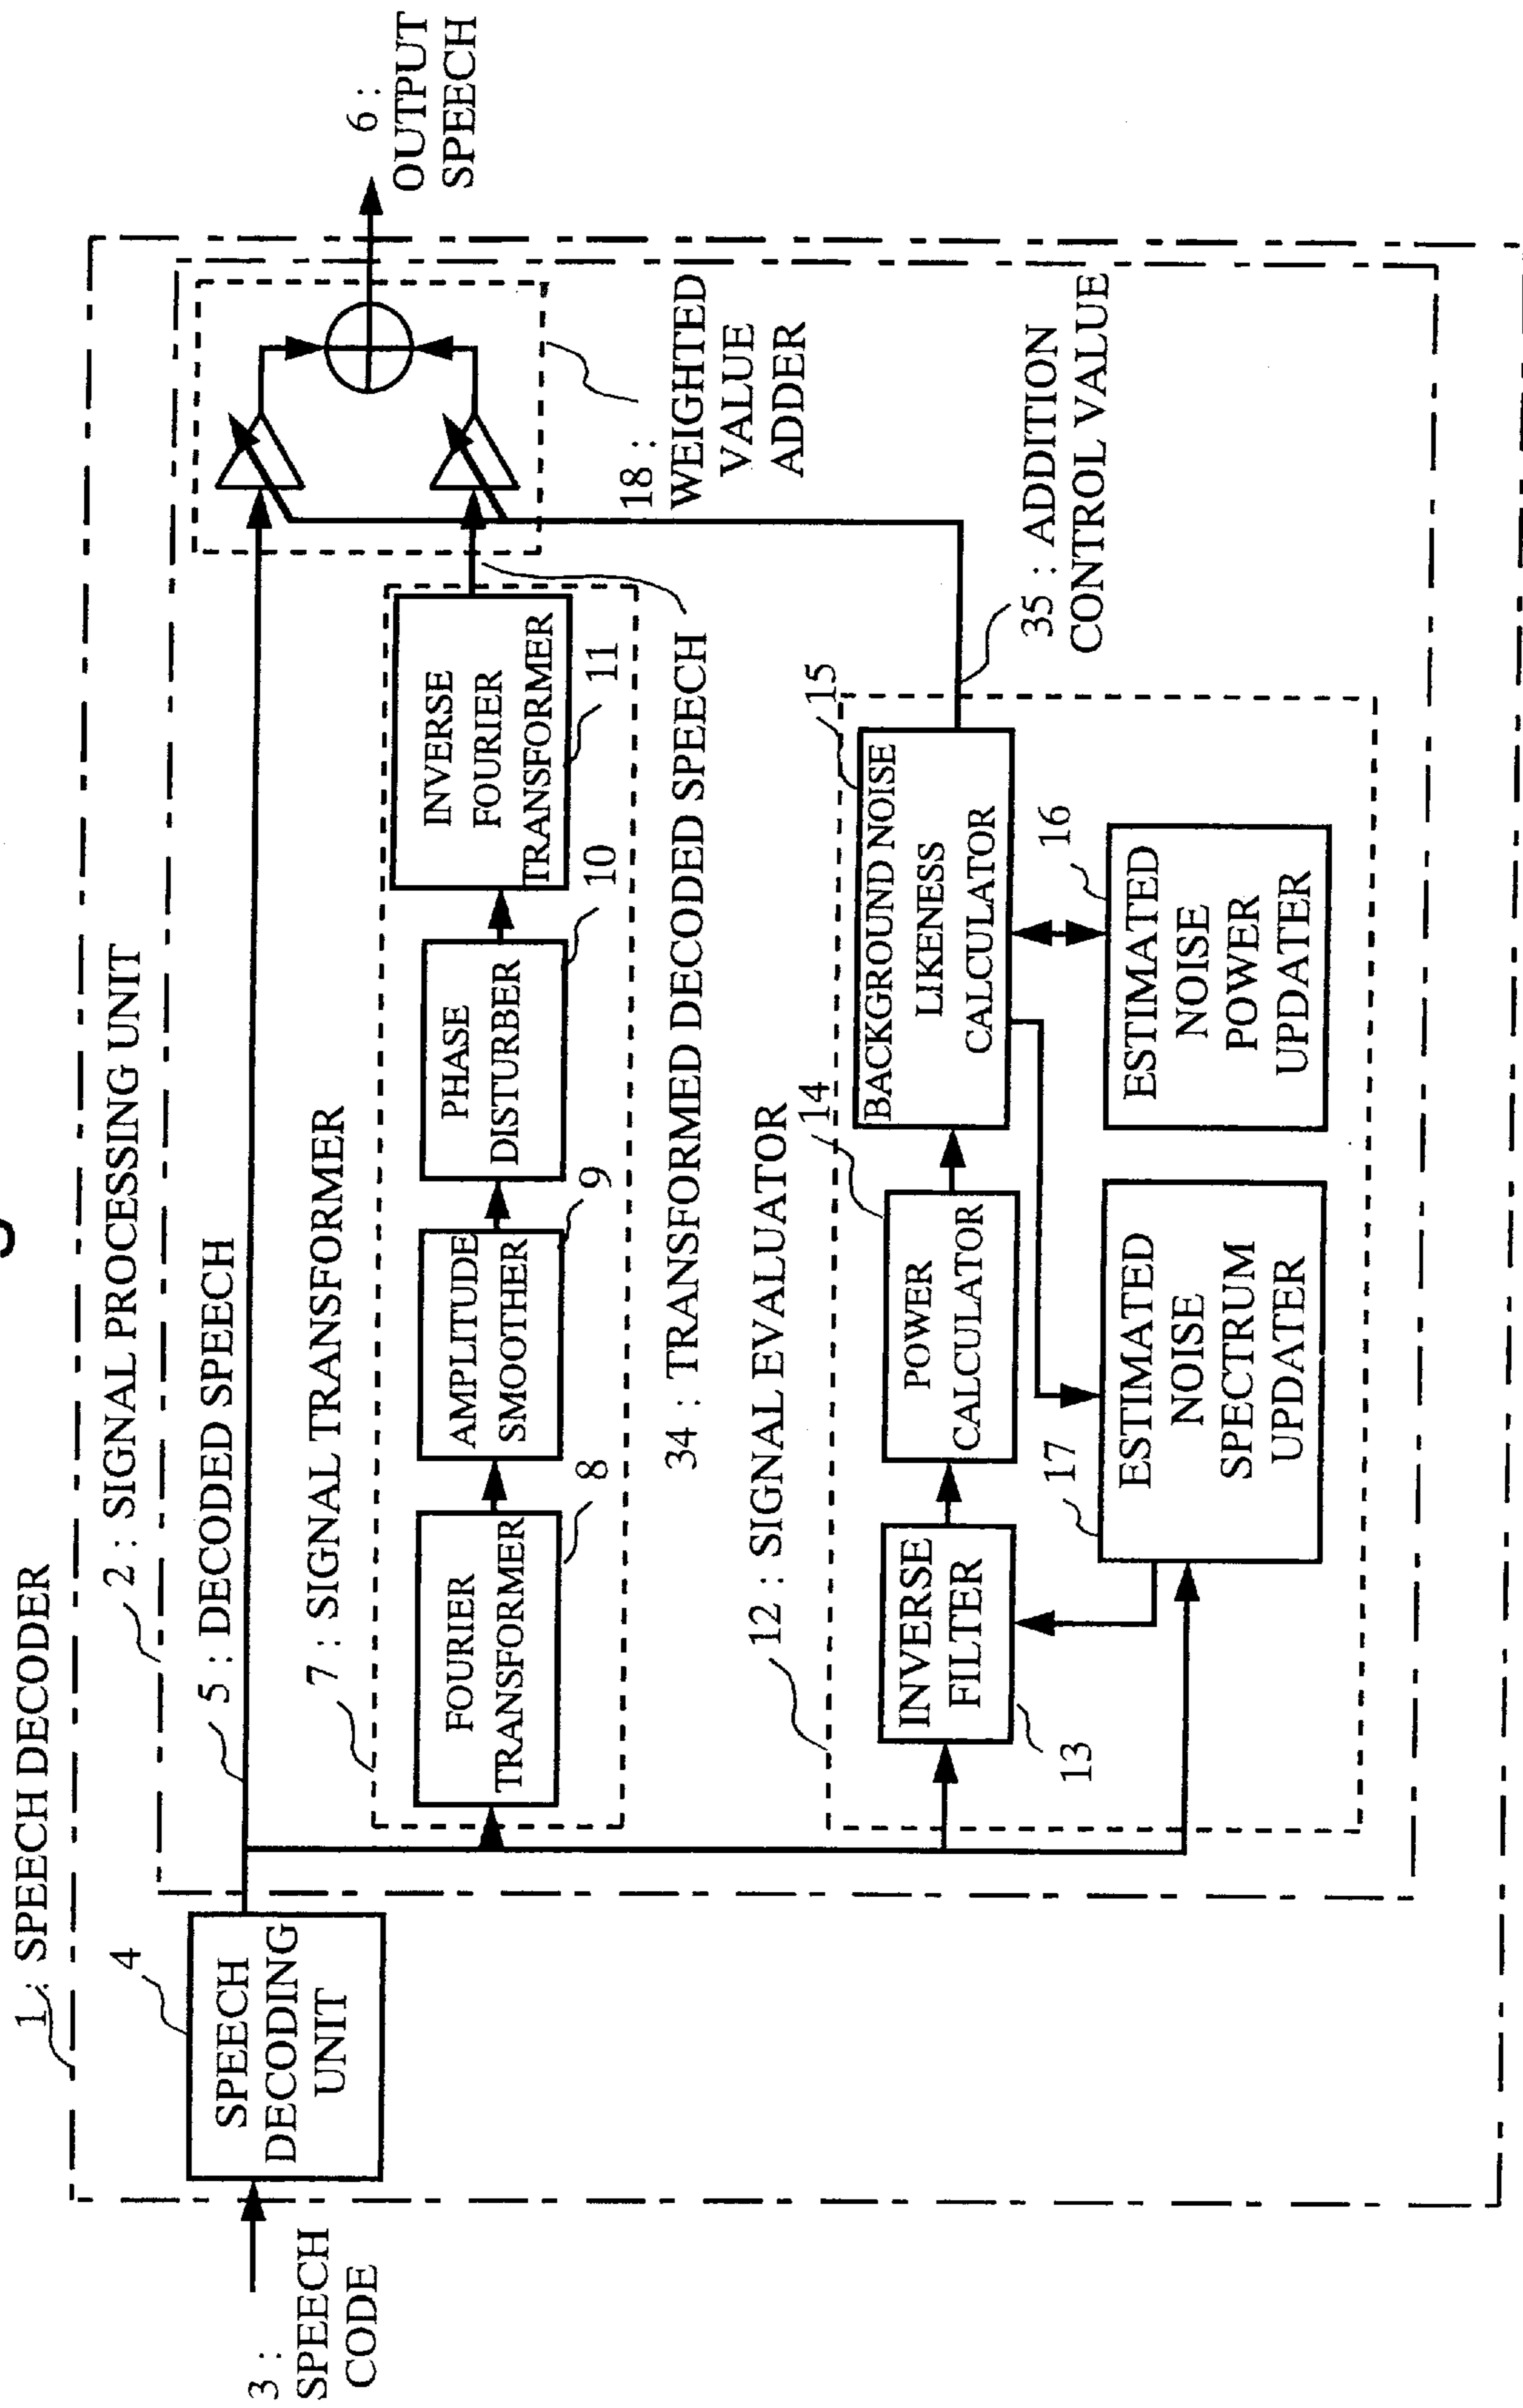 1 : SPEECH DECODER
2 : SIGNAL PROCESSING UNIT
3 :
SPEECH
CODE
4
SPEECH
DECODING
UNIT
5 : DECODED SPEECH
6 :
OUTPUT
SPEECH
7 : SIGNAL TRANSFORMER
FOURIER
TRANSFORMER
8
AMPLITUDE
SMOOTHER
9
PHASE
DISTURBER
10
INVERSE
FOURIER
TRANSFORMER
11
34 : TRANSFORMED DECODED SPEECH
18 :
WEIGHTED
VALUE
ADDER
12 : SIGNAL EVALUATOR
INVERSE
FILTER
13
POWER
CALCULATOR
14
BACKGROUND NOISE
LIKENESS
CALCULATOR
15
35 : ADDITION
CONTROL VALUE
17
ESTIMATED
NOISE
SPECTRUM
UPDATER
16
ESTIMATED
NOISE
POWER
UPDATER